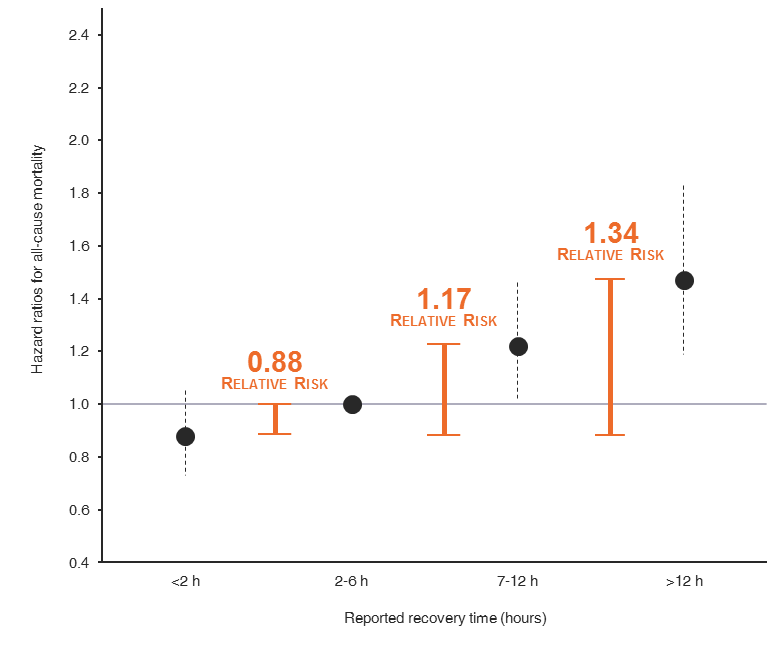 2.4
2.2
2.0
1.8
1.6
1.4
1.2
1.0
0.8
0.6
0.4
Hazard ratios for all-cause mortality
0.88
RELATIVE RISK
1.17
RELATIVE RISK
1.34
RELATIVE RISK
<2 h
2-6 h
7-12 h
>12 h
Reported recovery time (hours)